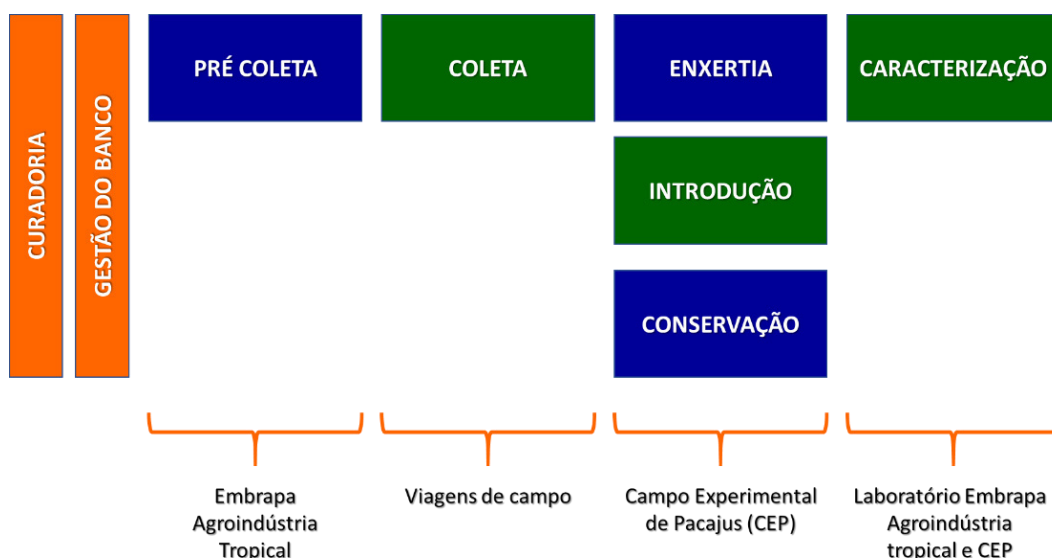 CURADORIA
GESTÃO DO BANCO
PRÉ COLETA
COLETA
ENXERTIA
CARACTERIZAÇÃO
INTRODUÇÃO
CONSERVAÇÃO
Embrapa
Agroindústria
Tropical
Viagens de campo
Campo Experimental
de Pacajus (CEP)
Laboratório Embrapa
Agroindústria
tropical e CEP